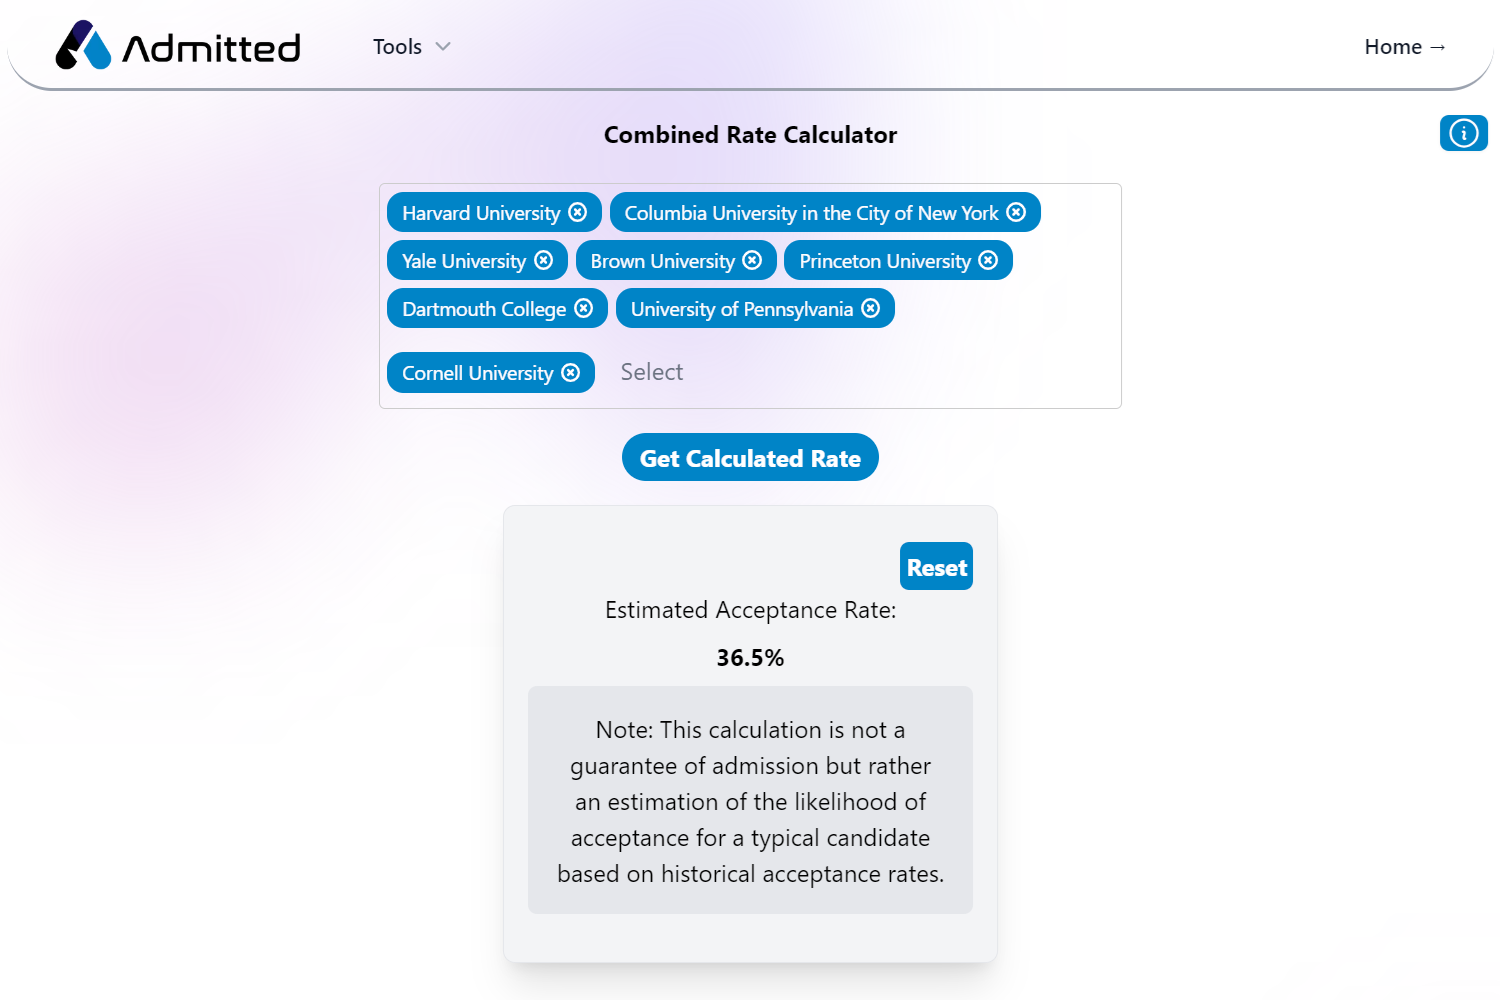 Admitted
Tools
Home →
Combined Rate Calculator
Harvard University
Columbia University in the City of New York
Yale University
Brown University
Princeton University
Dartmouth College
University of Pennsylvania
Cornell University
Select
Get Calculated Rate
Reset
Estimated Acceptance Rate:
36.5%
Note: This calculation is not a
guarantee of admission but rather
an estimation of the likelihood of
acceptance for a typical candidate
based on historical acceptance rates.